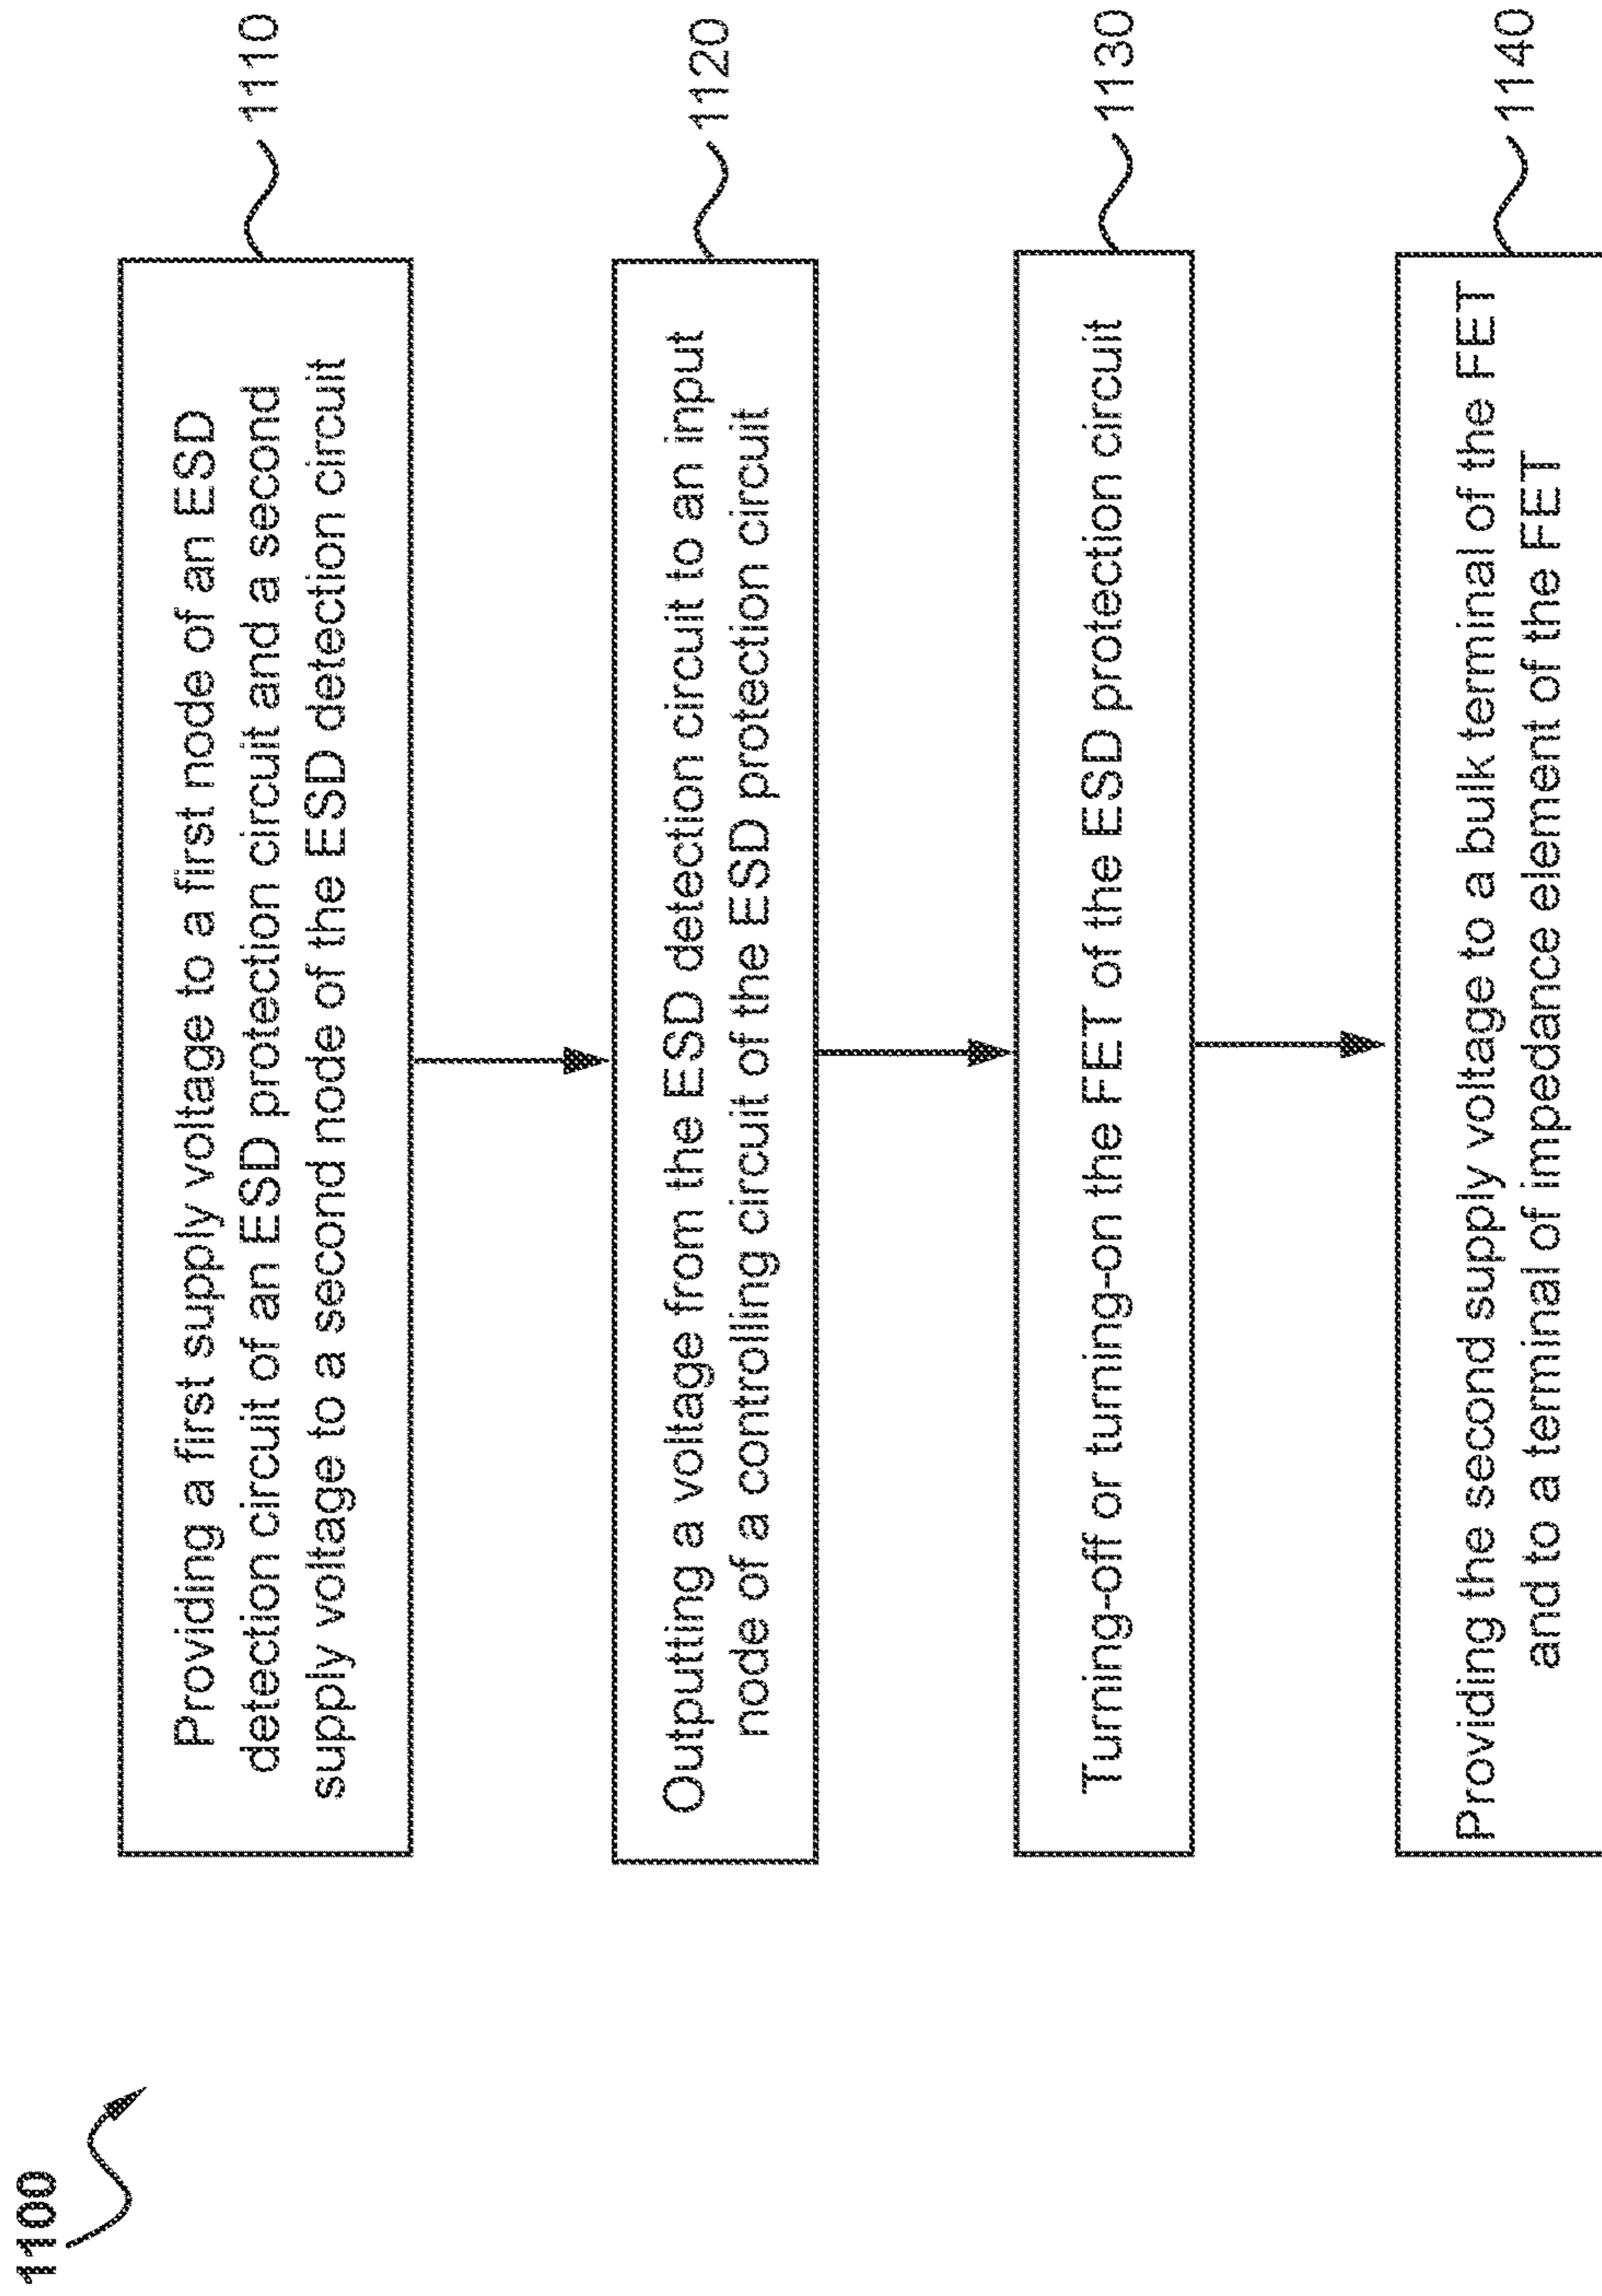 1100
Providing a first supply voltage to a first node of an ESD
detection circuit of an ESD protection circuit and a second
supply voltage to a second node of the ESD detection circuit
1110
Outputting a voltage from the ESD detection circuit to an input
node of a controlling circuit of the ESD protection circuit
1120
Turning-off or turning-on the FET of the ESD protection circuit
1130
Providing the second supply voltage to a bulk terminal of the FET
and to a terminal of impedance element of the FET
1140